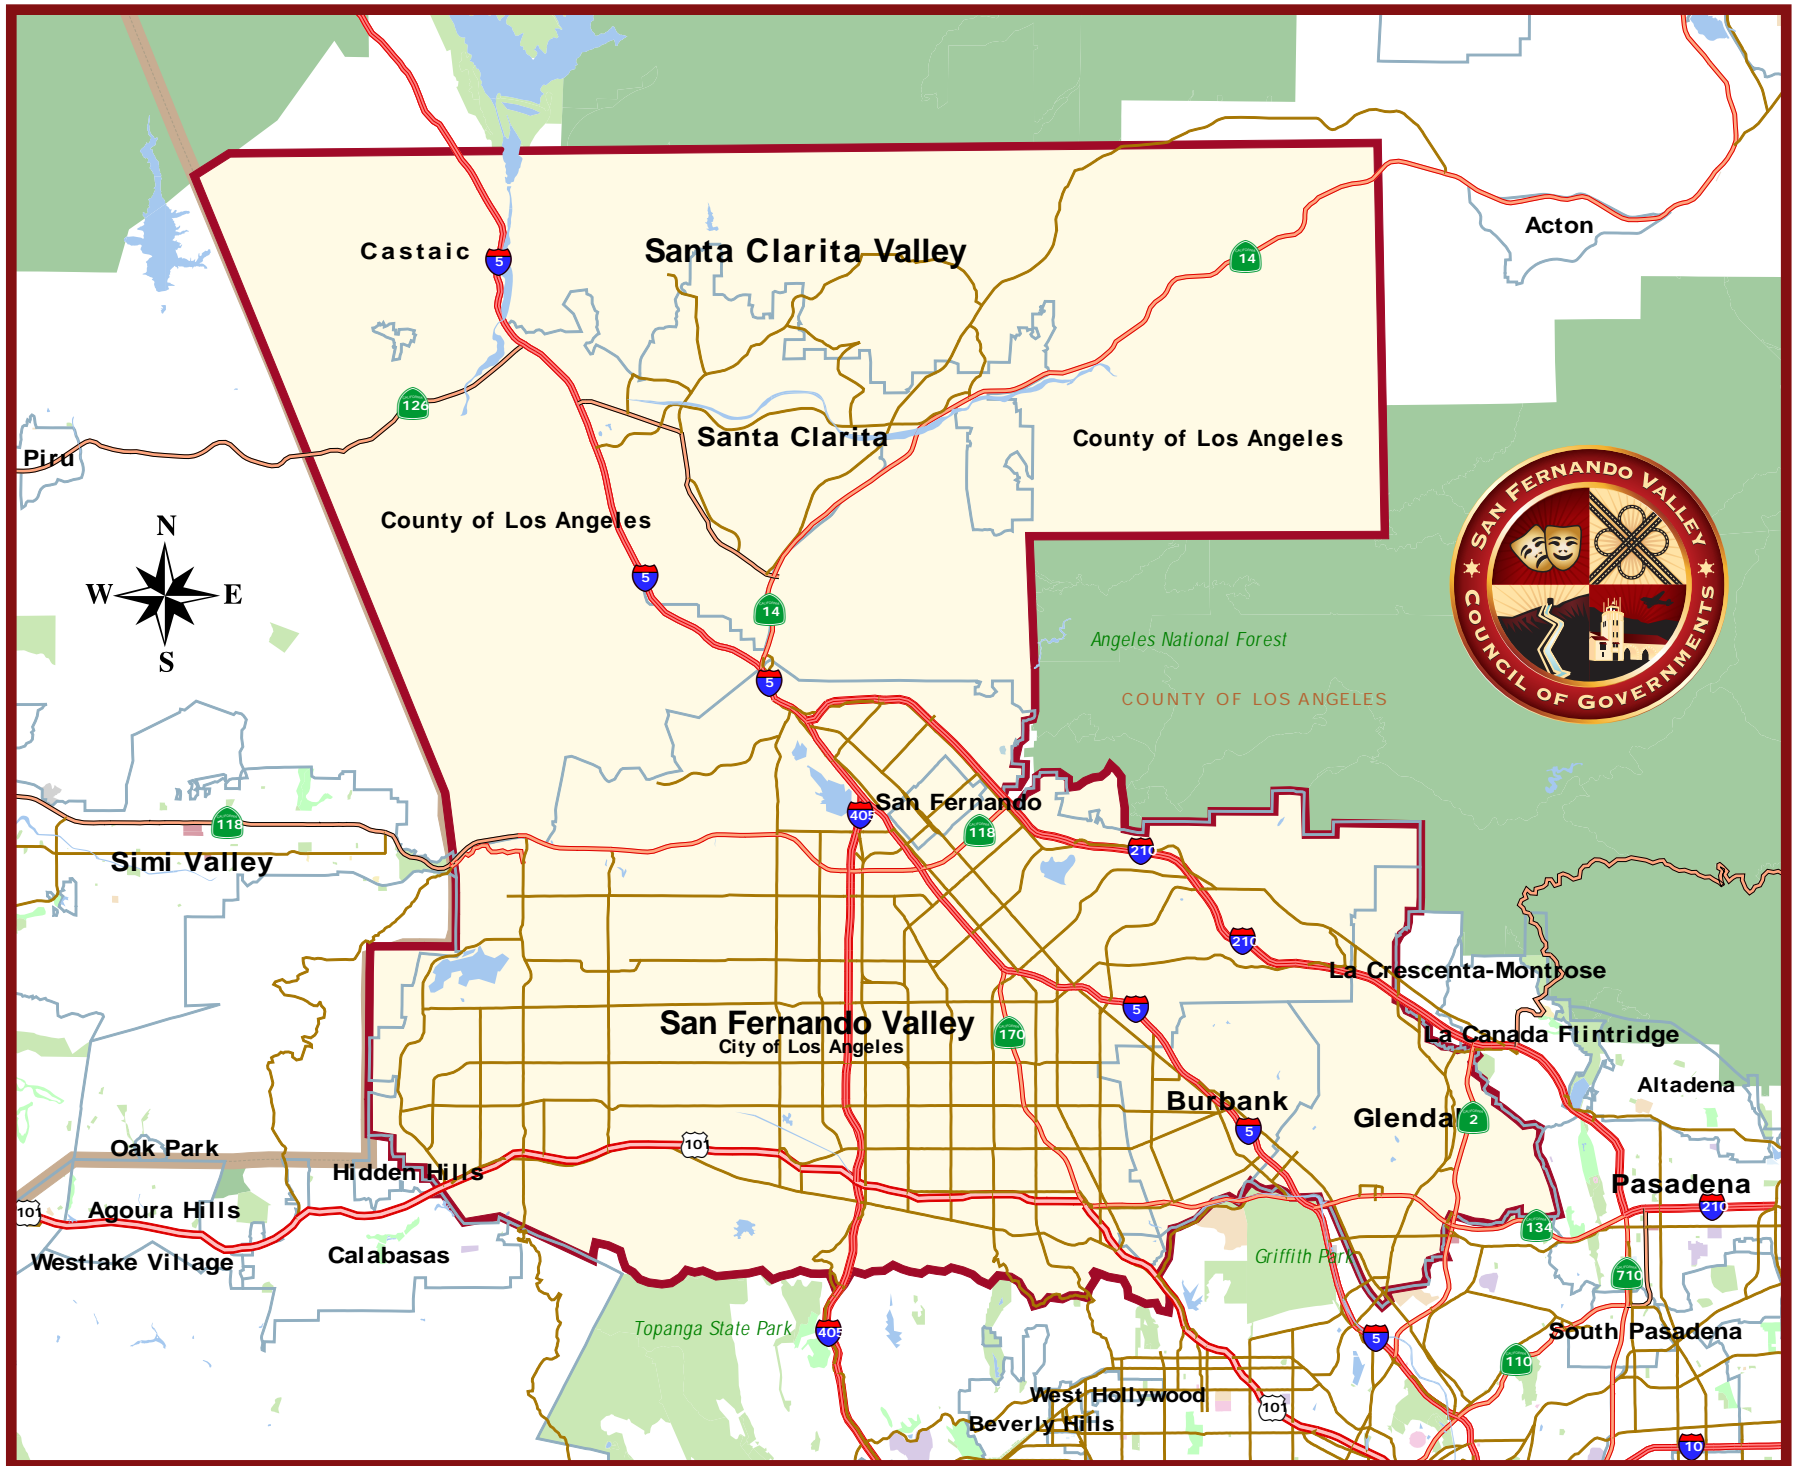 Castaic
5
Santa Clarita Valley
14
Acton
126
Piru
Santa Clarita
County of Los Angeles
County of Los Angeles
SAN FERNANDO VALLEY
COUNCIL OF GOVERNMENTS
N
W
E
S
5
14
Angeles National Forest
5
COUNTY OF LOS ANGELES
San Fernando
405
118
118
Simi Valley
210
210
La Crescenta-Montrose
5
San Fernando Valley
City of Los Angeles
170
La Canada Flintridge
Altadena
Burbank
Glendal
2
5
101
Oak Park
Hidden Hills
Pasadena
101
Agoura Hills
210
134
Westlake Village
Calabasas
Griffith Park
710
Topanga State Park
405
5
South Pasadena
110
West Hollywood
101
Beverly Hills
10